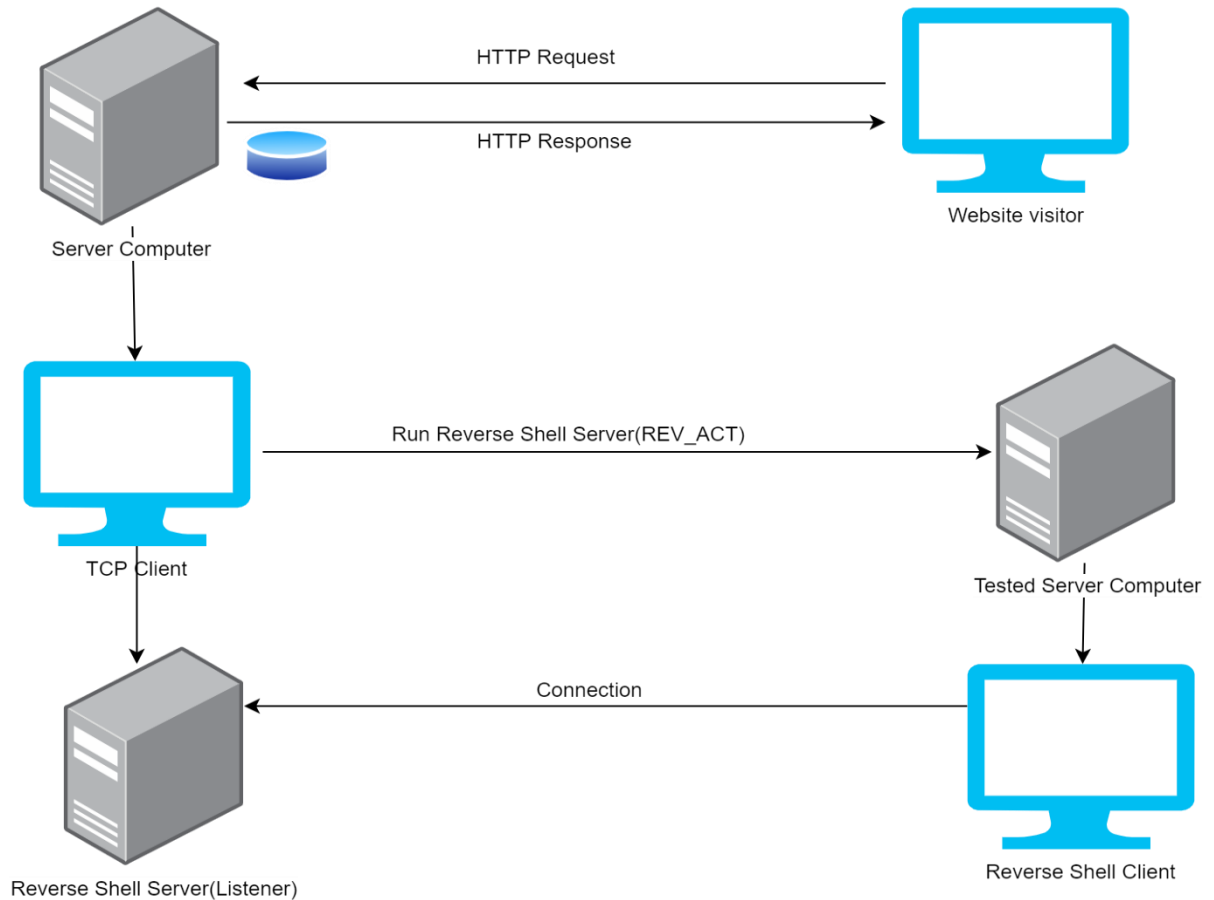 HTTP Request
HTTP Response
Website visitor
Server Computer
Run Reverse Shell Server(REV_ACT)
TCP Client
Tested Server Computer
Connection
Reverse Shell Client
Reverse Shell Server(Listener)